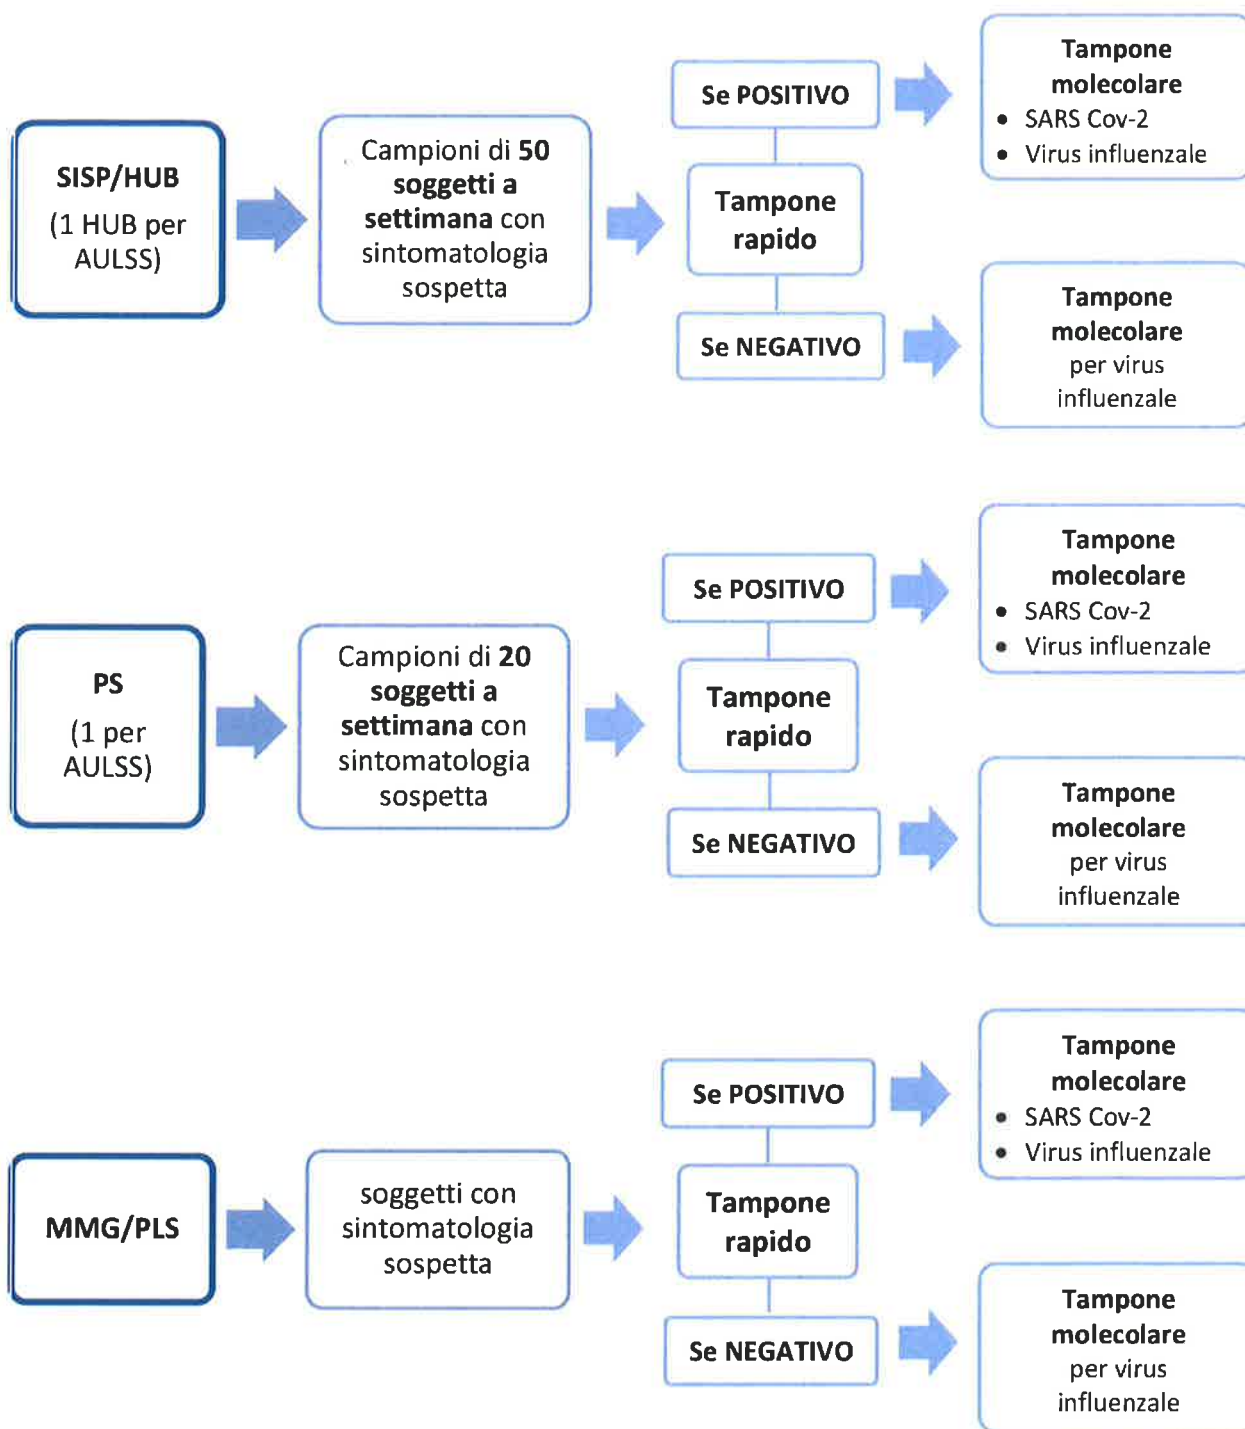 SISP/HUB
(1 HUB per
AULSS)
Campioni di 50
soggetti a
settimana con
sintomatologia
sospetta
Se POSITIVO
Tampone
rapido
Se NEGATIVO
Tampone
molecolare
• SARS Cov-2
• Virus influenzale
Tampone
molecolare
per virus
influenzale
PS
(1 per
AULSS)
Campioni di 20
soggetti a
settimana con
sintomatologia
sospetta
Se POSITIVO
Tampone
rapido
Se NEGATIVO
Tampone
molecolare
• SARS Cov-2
• Virus influenzale
Tampone
molecolare
per virus
influenzale
MMG/PLS
soggetti con
sintomatologia
sospetta
Se POSITIVO
Tampone
rapido
Se NEGATIVO
Tampone
molecolare
• SARS Cov-2
• Virus influenzale
Tampone
molecolare
per virus
influenzale